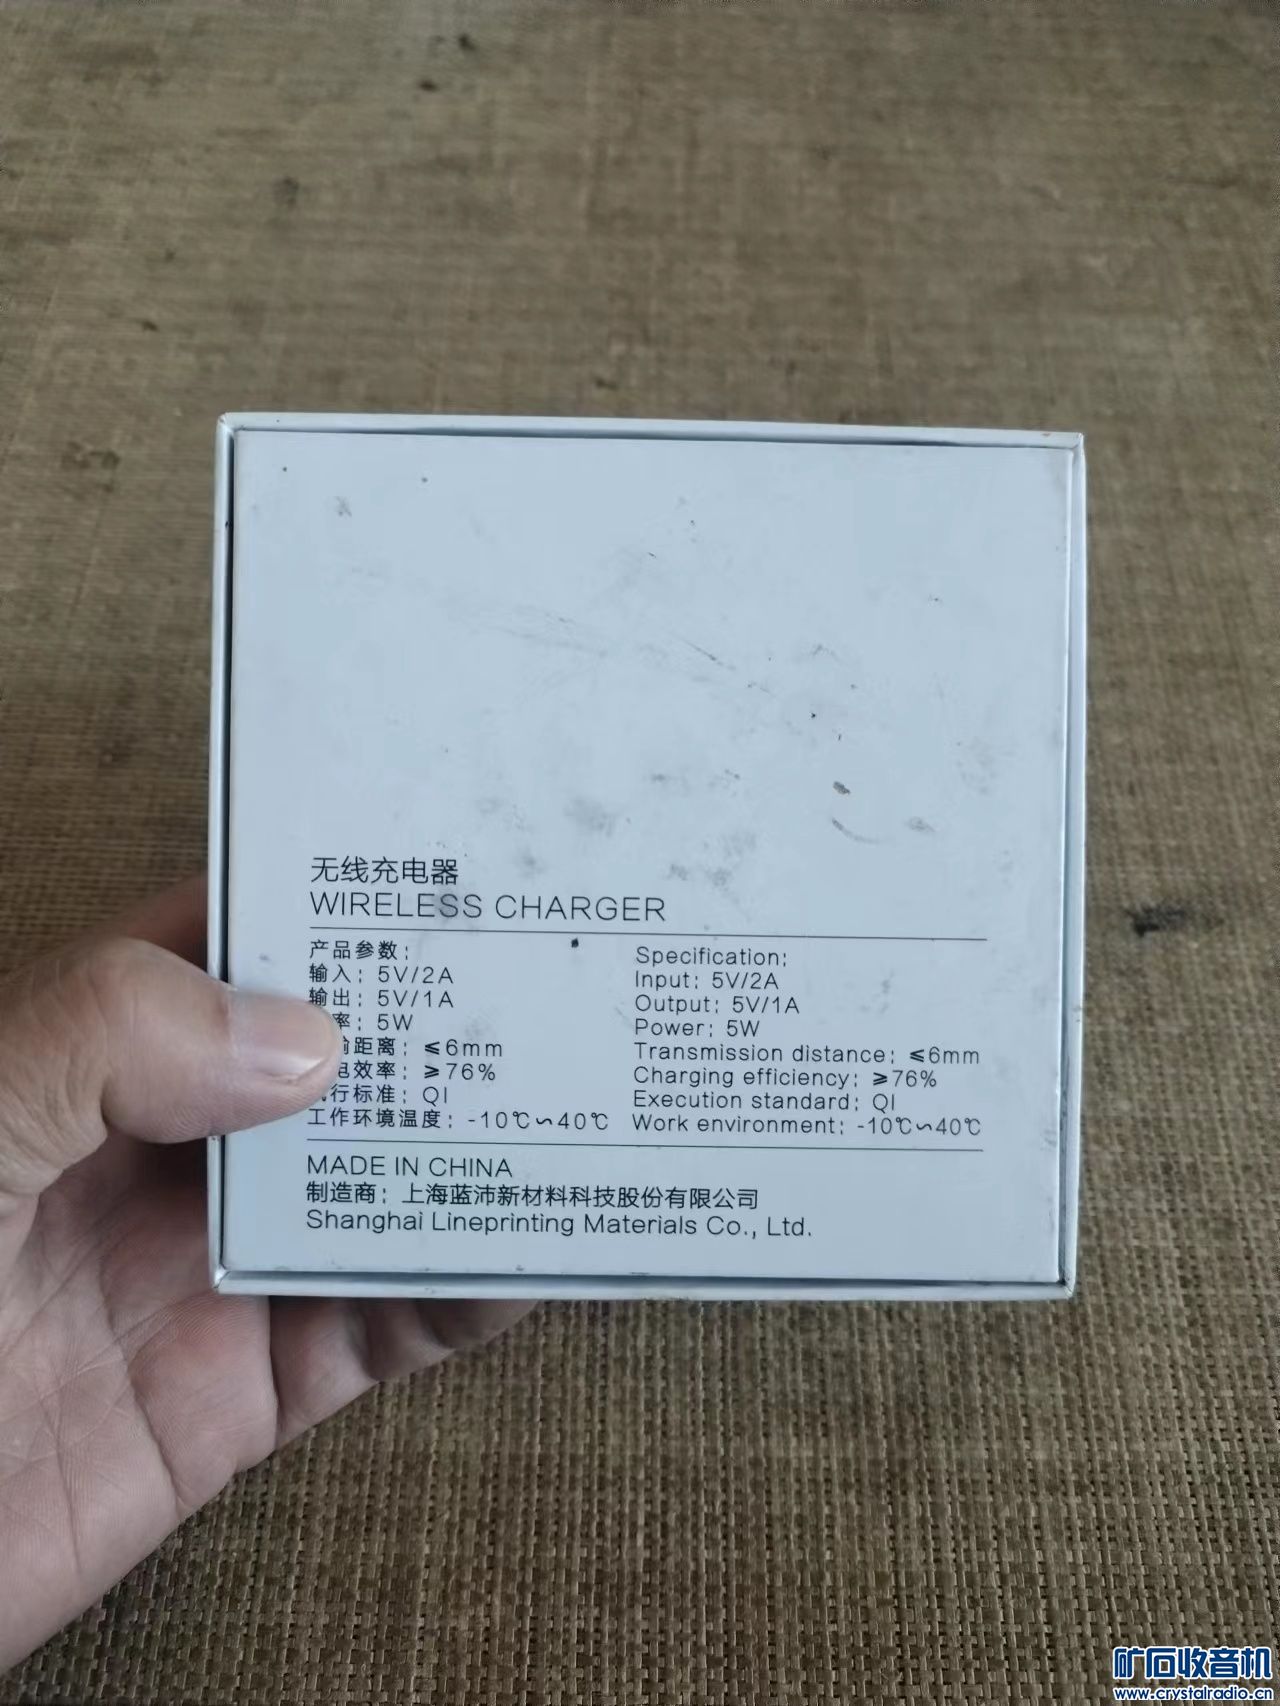 无线充电器
WIRELESS CHARGER
产品参数:
输入: 5V/2A
输出: 5V/1A
率: 5W
输距离: ≤6mm
电效率: ≥76%
行标准: QI
工作环境温度: -10℃~40℃
Specification:
Input: 5V/2A
Output: 5V/1A
Power: 5W
Transmission distance: ≤6mm
Charging efficiency: ≥76%
Execution standard: QI
Work environment: -10℃~40℃
MADE IN CHINA
制造商: 上海蓝沛新材料科技股份有限公司
Shanghai Lineprinting Materials Co., Ltd.
矿石收音机
www.crystalradio.cn